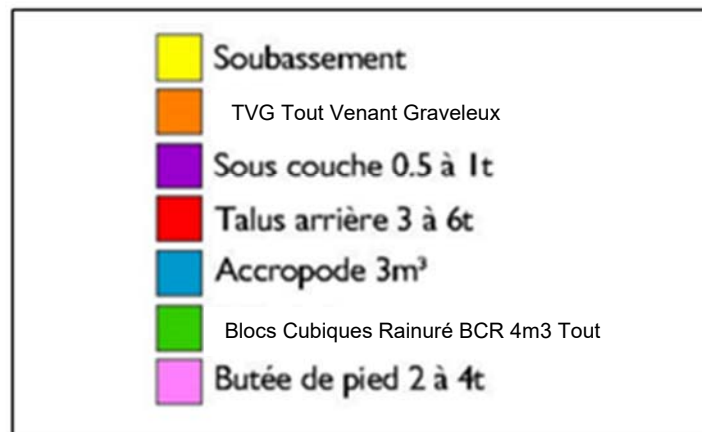 Soubassement
TVG Tout Venant Graveleux
Sous couche 0.5 à 1t
Talus arrière 3 à 6t
Accropode 3m³
Blocs Cubiques Rainuré BCR 4m3 Tout
Butée de pied 2 à 4t